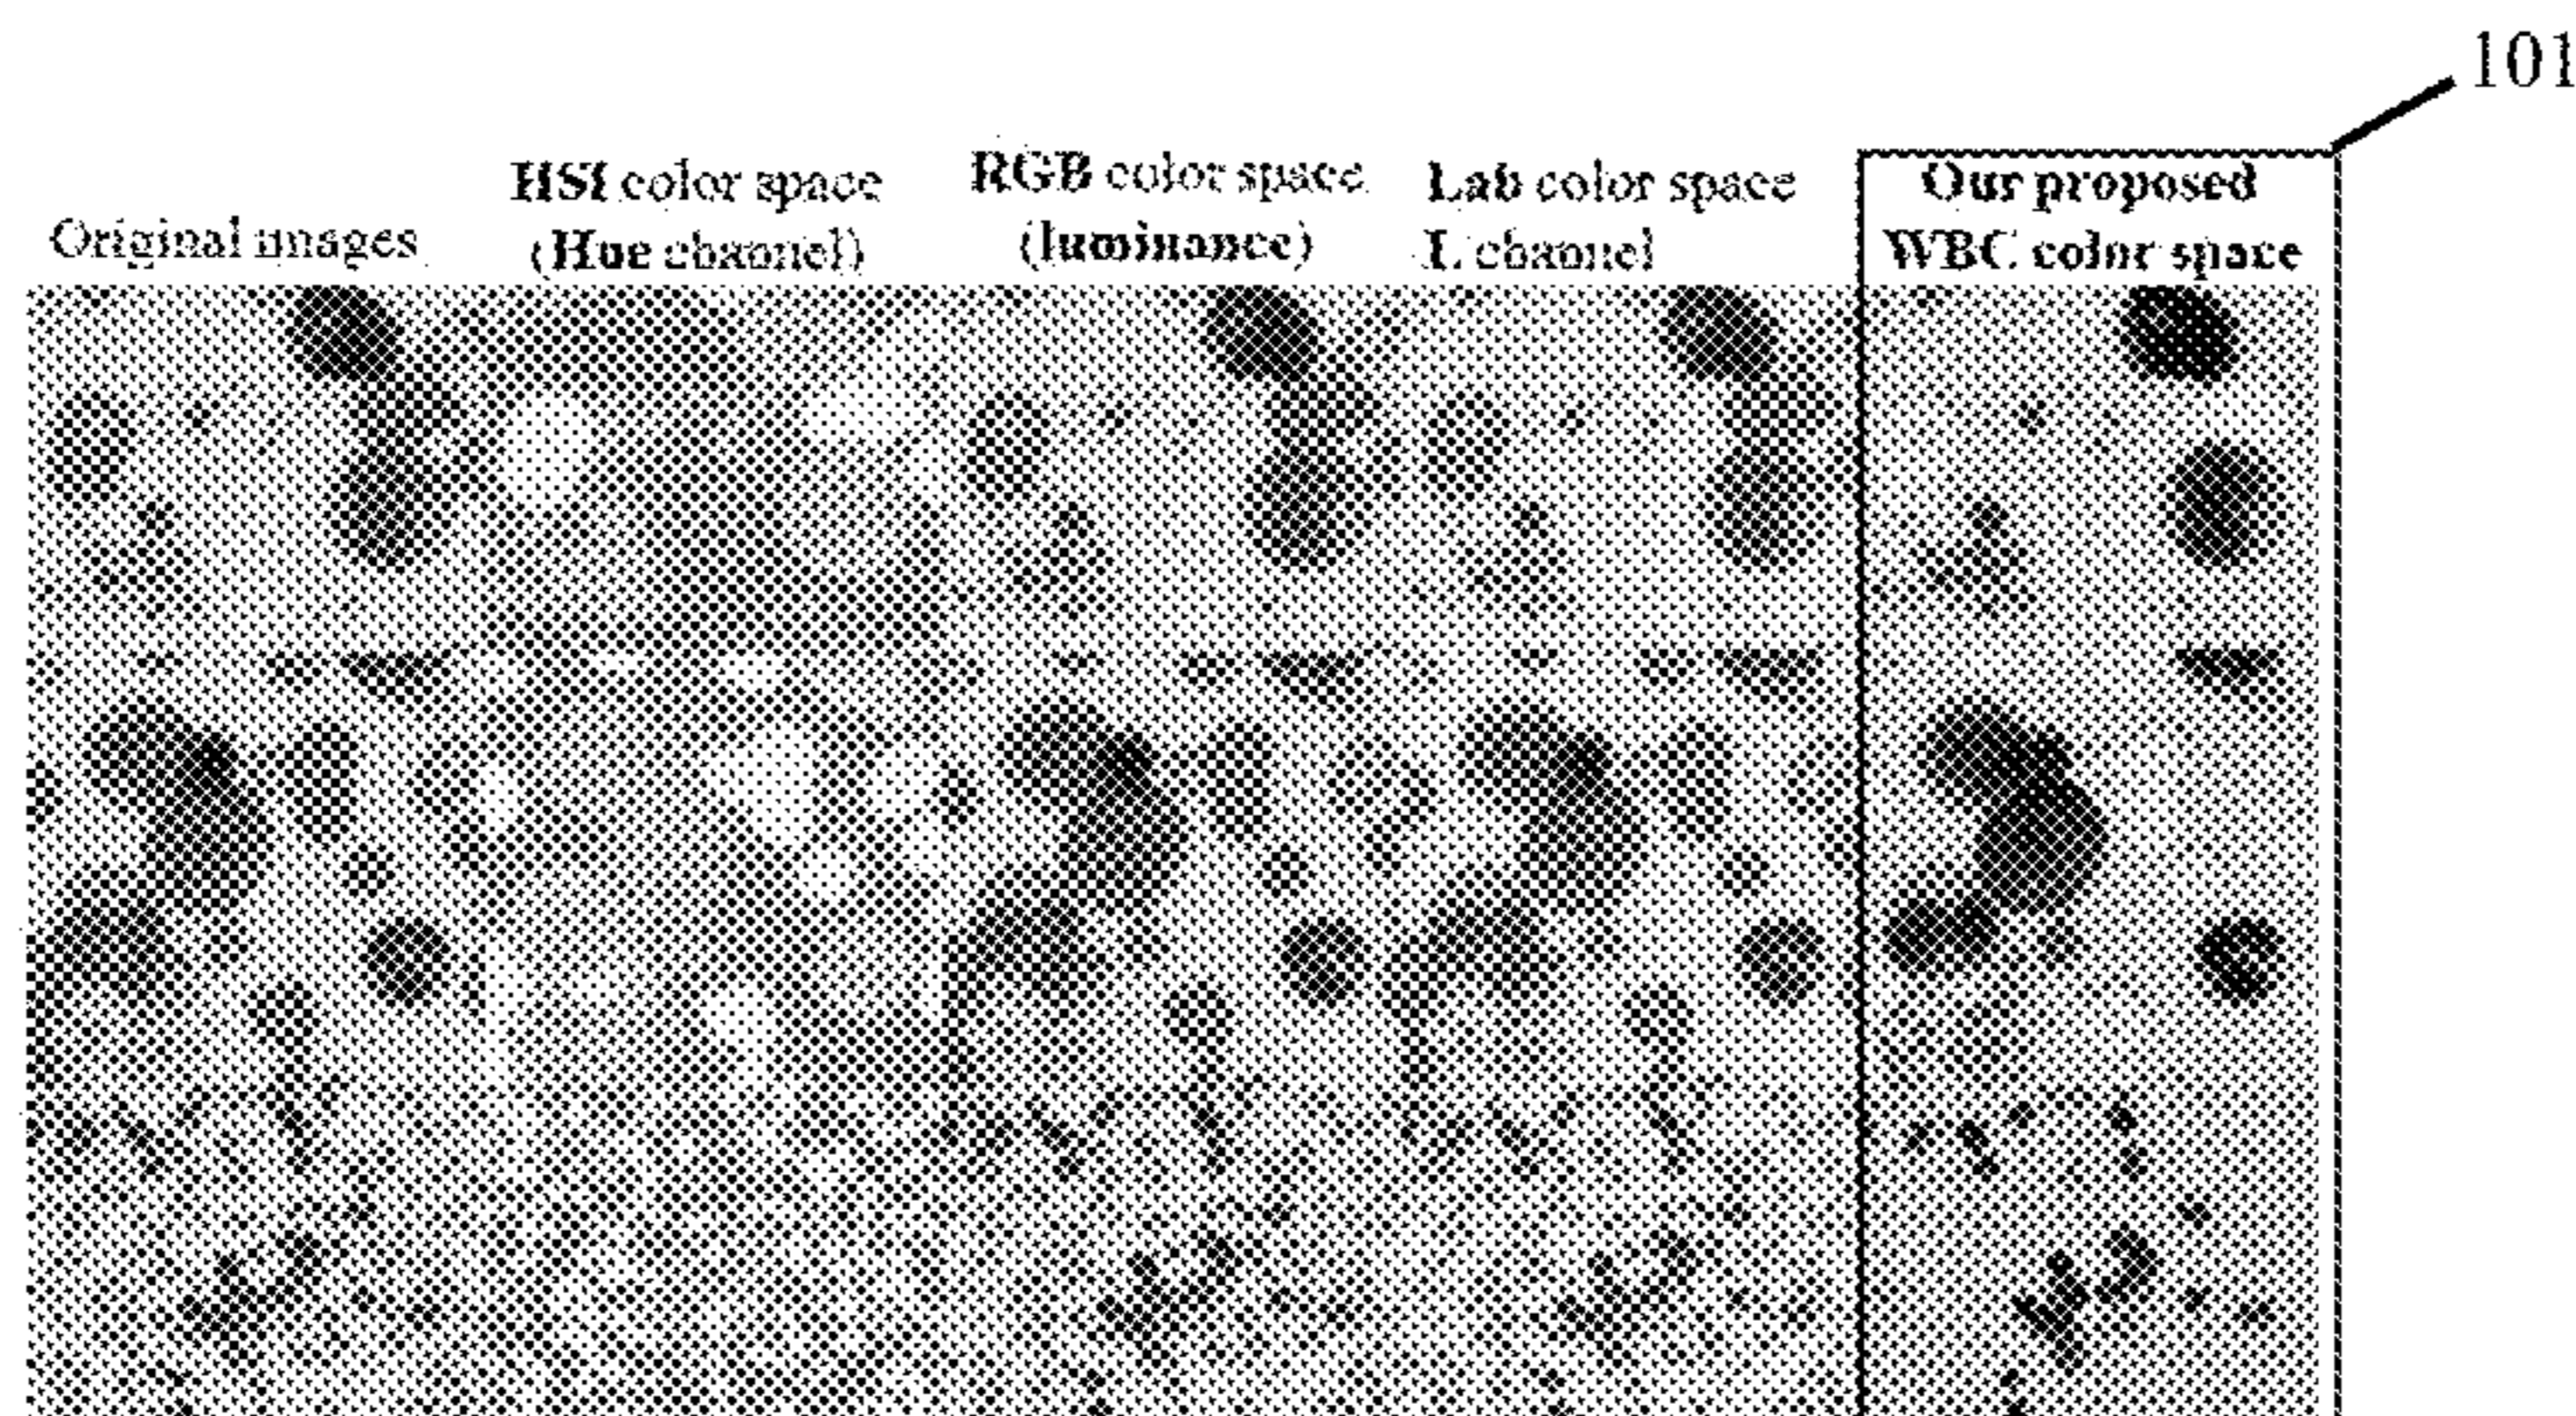 101
Original images
HSI color space
(Hue channel)
RGB color space
(luminance)
Lab color space
L channel
Our proposed
WBC color space